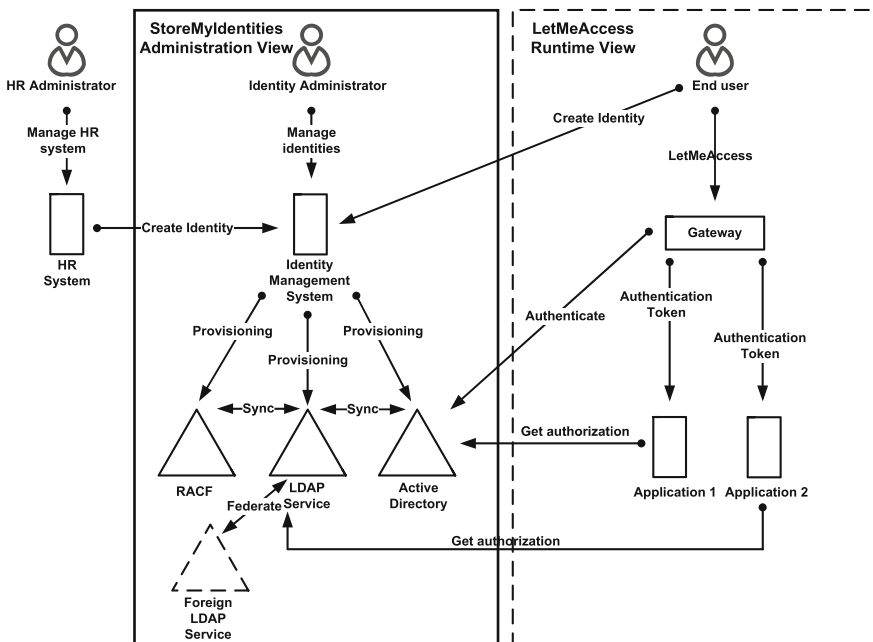 StoreMyIdentities
Administration View
LetMeAccess
Runtime View
HR Administrator
Identity Administrator
End user
Manage HR
system
Manage
identities
Create Identity
LetMeAccess
Create Identity
Gateway
HR
System
Identity
Management
System
Authentication
Token
Authenticate
Provisioning
Provisioning
Provisioning
Authentication
Token
Sync
Sync
Get authorization
RACF
LDAP
Service
Active
Directory
Application 1
Application 2
Federate
Get authorization
Foreign
LDAP
Service